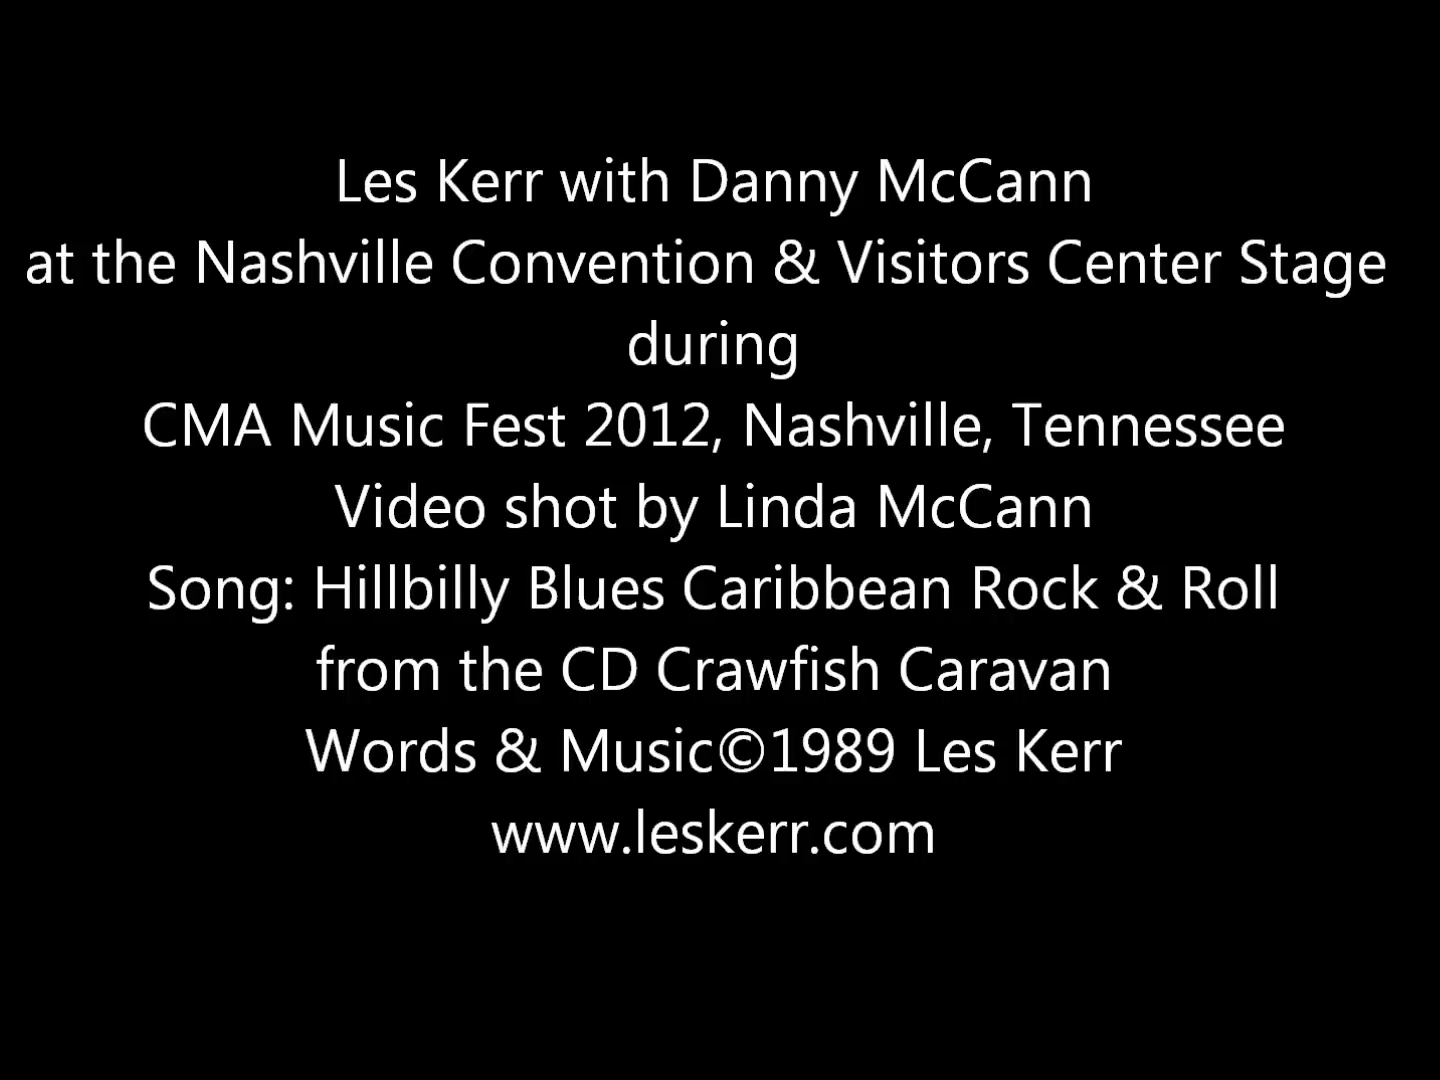 Les Kerr with Danny McCann
at the Nashville Convention & Visitors Center Stage
during
CMA Music Fest 2012, Nashville, Tennessee
Video shot by Linda McCann
Song: Hillbilly Blues Caribbean Rock & Roll
from the CD Crawfish Caravan
Words & Music©1989 Les Kerr
www.leskerr.com